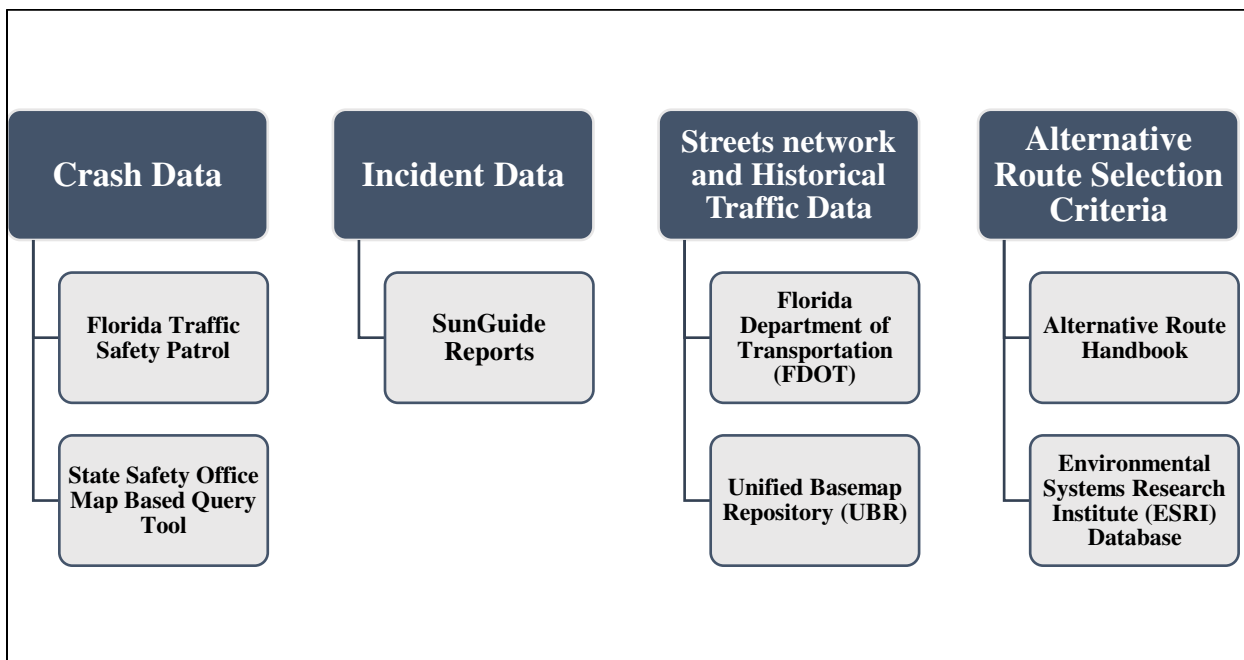 Crash Data
Florida Traffic
Safety Patrol
State Safety Office
Map Based Query
Tool
Incident Data
SunGuide
Reports
Streets network
and Historical
Traffic Data
Florida
Department of
Transportation
(FDOT)
Unified Basemap
Repository (UBR)
Alternative
Route Selection
Criteria
Alternative Route
Handbook
Environmental
Systems Research
Institute (ESRI)
Database